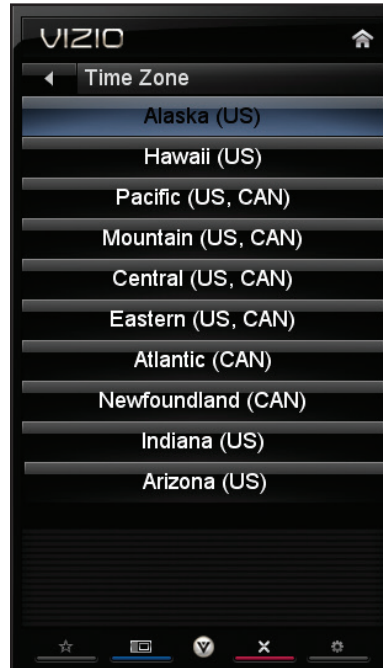 VIZIO
Time Zone
Alaska (US)
Hawaii (US)
Pacific (US, CAN)
Mountain (US, CAN)
Central (US, CAN)
Eastern (US, CAN)
Atlantic (CAN)
Newfoundland (CAN)
Indiana (US)
Arizona (US)